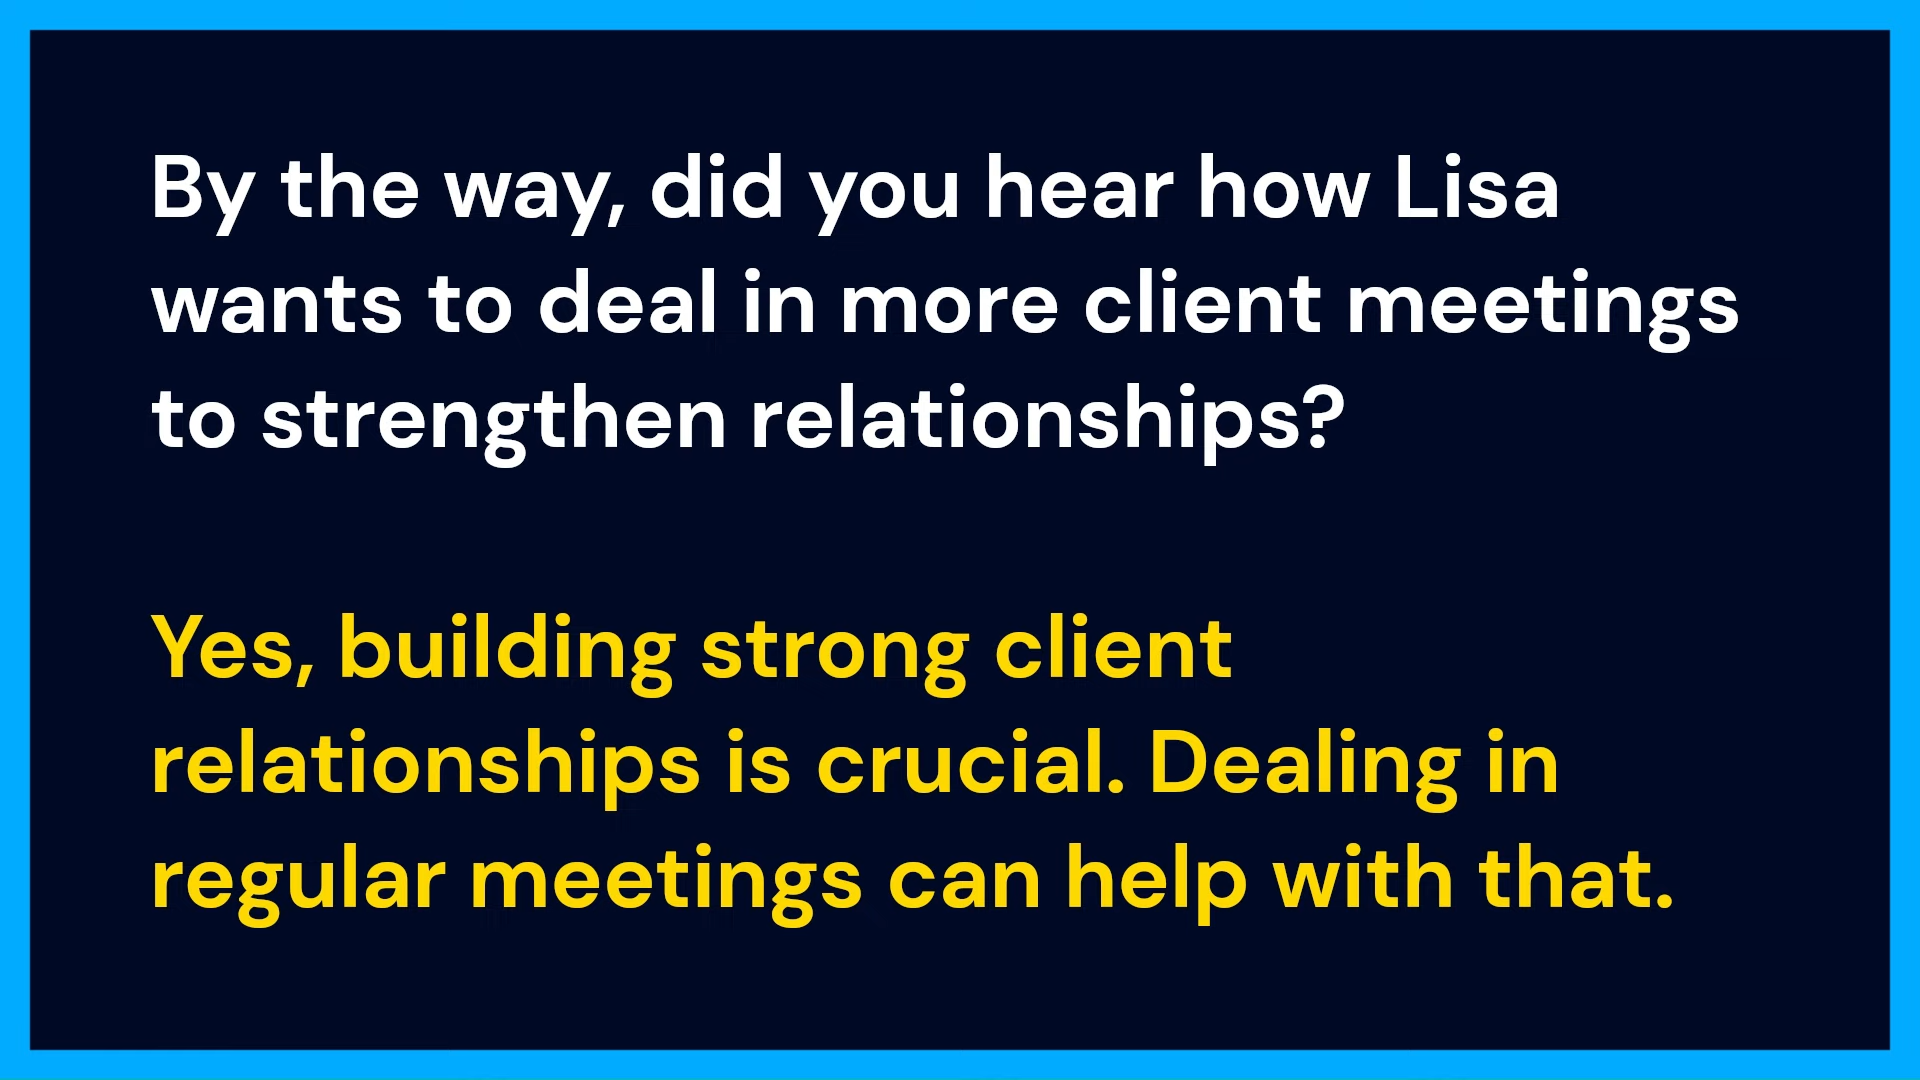 By the way, did you hear how Lisa
wants to deal in more client meetings
to strengthen relationships?
Yes, building strong client
relationships is crucial. Dealing in
regular meetings can help with that.